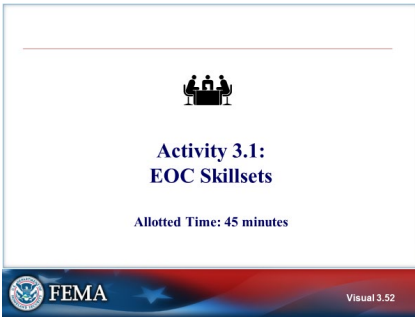 Activity 3.1:
EOC Skillsets
Allotted Time: 45 minutes
FEMA
Visual 3.52